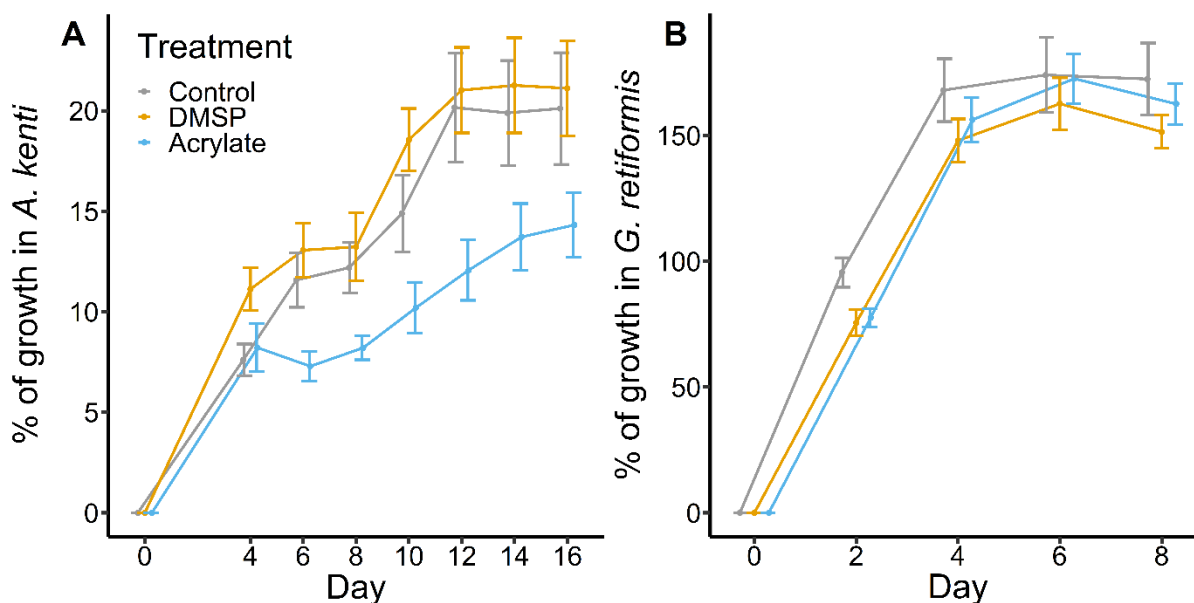 A
Treatment
Control
DMSP
Acrylate
% of growth in A. kenti
20
15
10
5
0
0 4 6 8 10 12 14 16
Day
B
% of growth in G. retiformis
150
100
50
0
0 2 4 6 8
Day